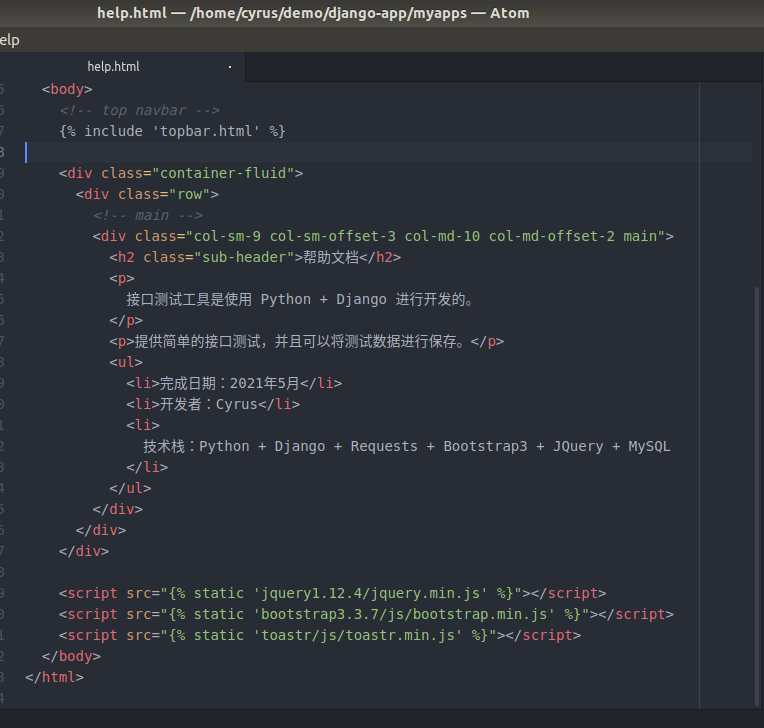 help.html — /home/cyrus/demo/django-app/myapps — Atom
elp
help.html
5 <body>
6 <!-- top navbar -->
7 {% include 'topbar.html' %}
8
9 <div class="container-fluid">
0 <div class="row">
1 <!-- main -->
2 <div class="col-sm-9 col-sm-offset-3 col-md-10 col-md-offset-2 main">
3 <h2 class="sub-header">帮助文档</h2>
4 <p>
5 接口测试工具是使用 Python + Django 进行开发的。
6 </p>
7 <p>提供简单的接口测试，并且可以将测试数据进行保存。</p>
8 <ul>
9 <li>完成日期：2021年5月</li>
0 <li>开发者：Cyrus</li>
1 <li>
2 技术栈：Python + Django + Requests + Bootstrap3 + JQuery + MySQL
3 </li>
4 </ul>
5 </div>
6 </div>
7 </div>
8
9 <script src="{% static 'jquery1.12.4/jquery.min.js' %}"></script>
0 <script src="{% static 'bootstrap3.3.7/js/bootstrap.min.js' %}"></script>
1 <script src="{% static 'toastr/js/toastr.min.js' %}"></script>
2 </body>
3 </html>
4